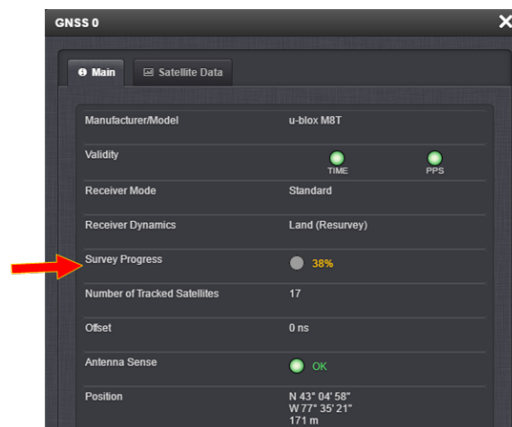 GNSS 0
Main Satellite Data
Manufacturer/Model u-blox M8T
Validity
TIME PPS
Receiver Mode Standard
Receiver Dynamics Land (Resurvey)
Survey Progress 38%
Number of Tracked Satellites 17
Offset 0 ns
Antenna Sense OK
Position N 43° 04' 58"
W 77° 35' 21"
171 m